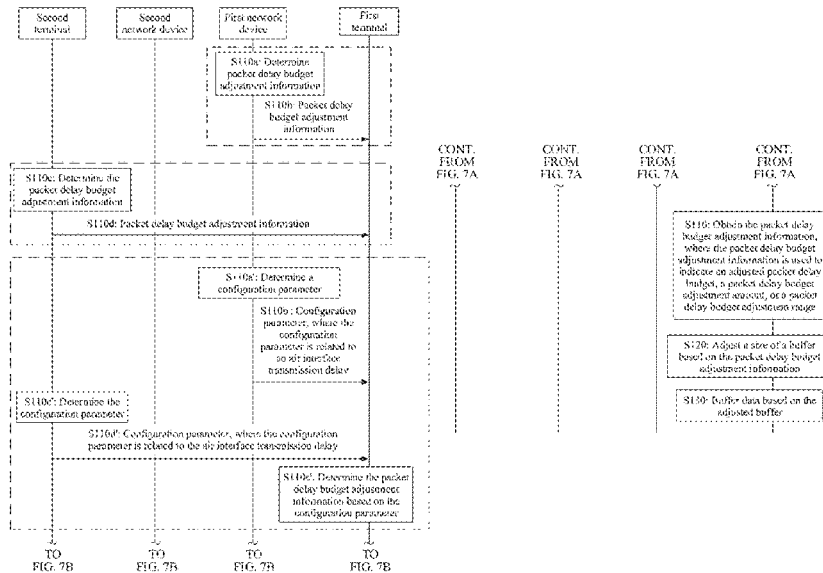 Second
terminal
Second
network device
First network
device
First
terminal
S110a: Determine
packet delay budget
adjustment information
S110b: Packet delay
budget adjustment
information
S110c: Determine the
packet delay budget
adjustment information
S110d: Packet delay budget adjustment information
S110a': Determine a
configuration parameter
S110b': Configuration
parameter, where the
configuration
parameter is related to
an air interface
transmission delay
S110c': Determine the
configuration parameter
S110d': Configuration parameter, where the configuration
parameter is related to the air interface transmission delay
S110e': Determine the packet
delay budget adjustment
information based on the
configuration parameter
TO
FIG. 7B
TO
FIG. 7B
TO
FIG. 7B
TO
FIG. 7B
CONT.
FROM
FIG. 7A
CONT.
FROM
FIG. 7A
CONT.
FROM
FIG. 7A
CONT.
FROM
FIG. 7A
S110: Obtain the packet delay
budget adjustment information,
where the packet delay budget
adjustment information is used to
indicate an adjusted packet delay
budget, a packet delay budget
adjustment amount, or a packet
delay budget adjustment range
S120: Adjust a size of a buffer
based on the packet delay budget
adjustment information
S130: Buffer data based on the
adjusted buffer